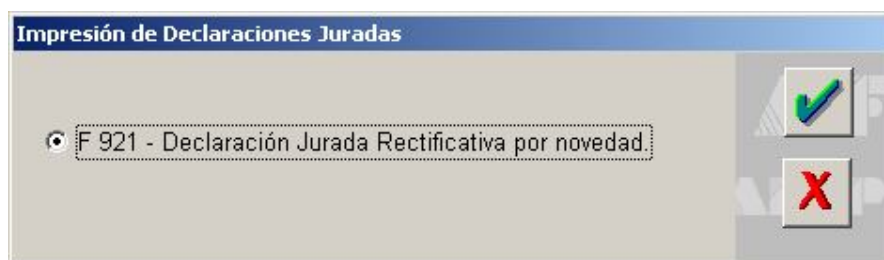 Impresión de Declaraciones Juradas
F 921 - Declaración Jurada Rectificativa por novedad.